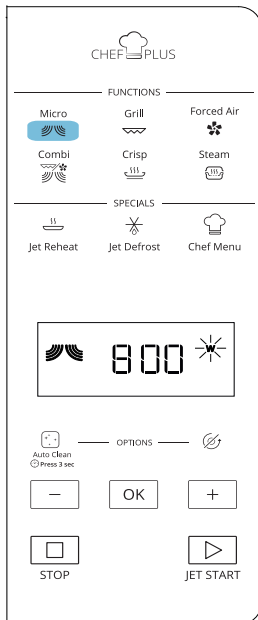 CHEF PLUS
FUNCTIONS
Micro Grill Forced Air
Combi Crisp Steam
SPECIALS
Jet Reheat Jet Defrost Chef Menu
800 W
OPTIONS
Auto Clean
Press 3 sec
− OK +
STOP JET START